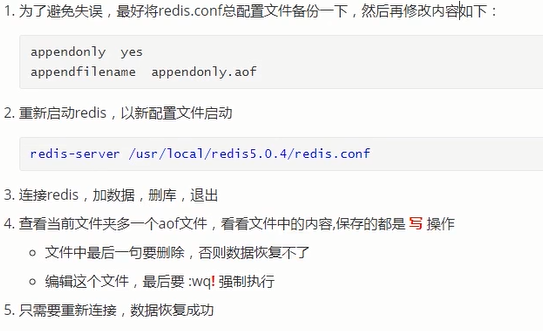 1. 为了避免失误，最好将redis.conf总配置文件备份一下，然后再修改内容如下：
appendonly  yes
appendfilename  appendonly.aof
2. 重新启动redis，以新配置文件启动
redis-server /usr/local/redis5.0.4/redis.conf
3. 连接redis，加数据，删库，退出
4. 查看当前文件夹多一个aof文件，看看文件中的内容,保存的都是 写 操作
文件中最后一句要删除，否则数据恢复不了
编辑这个文件，最后要 :wq! 强制执行
5. 只需要重新连接，数据恢复成功